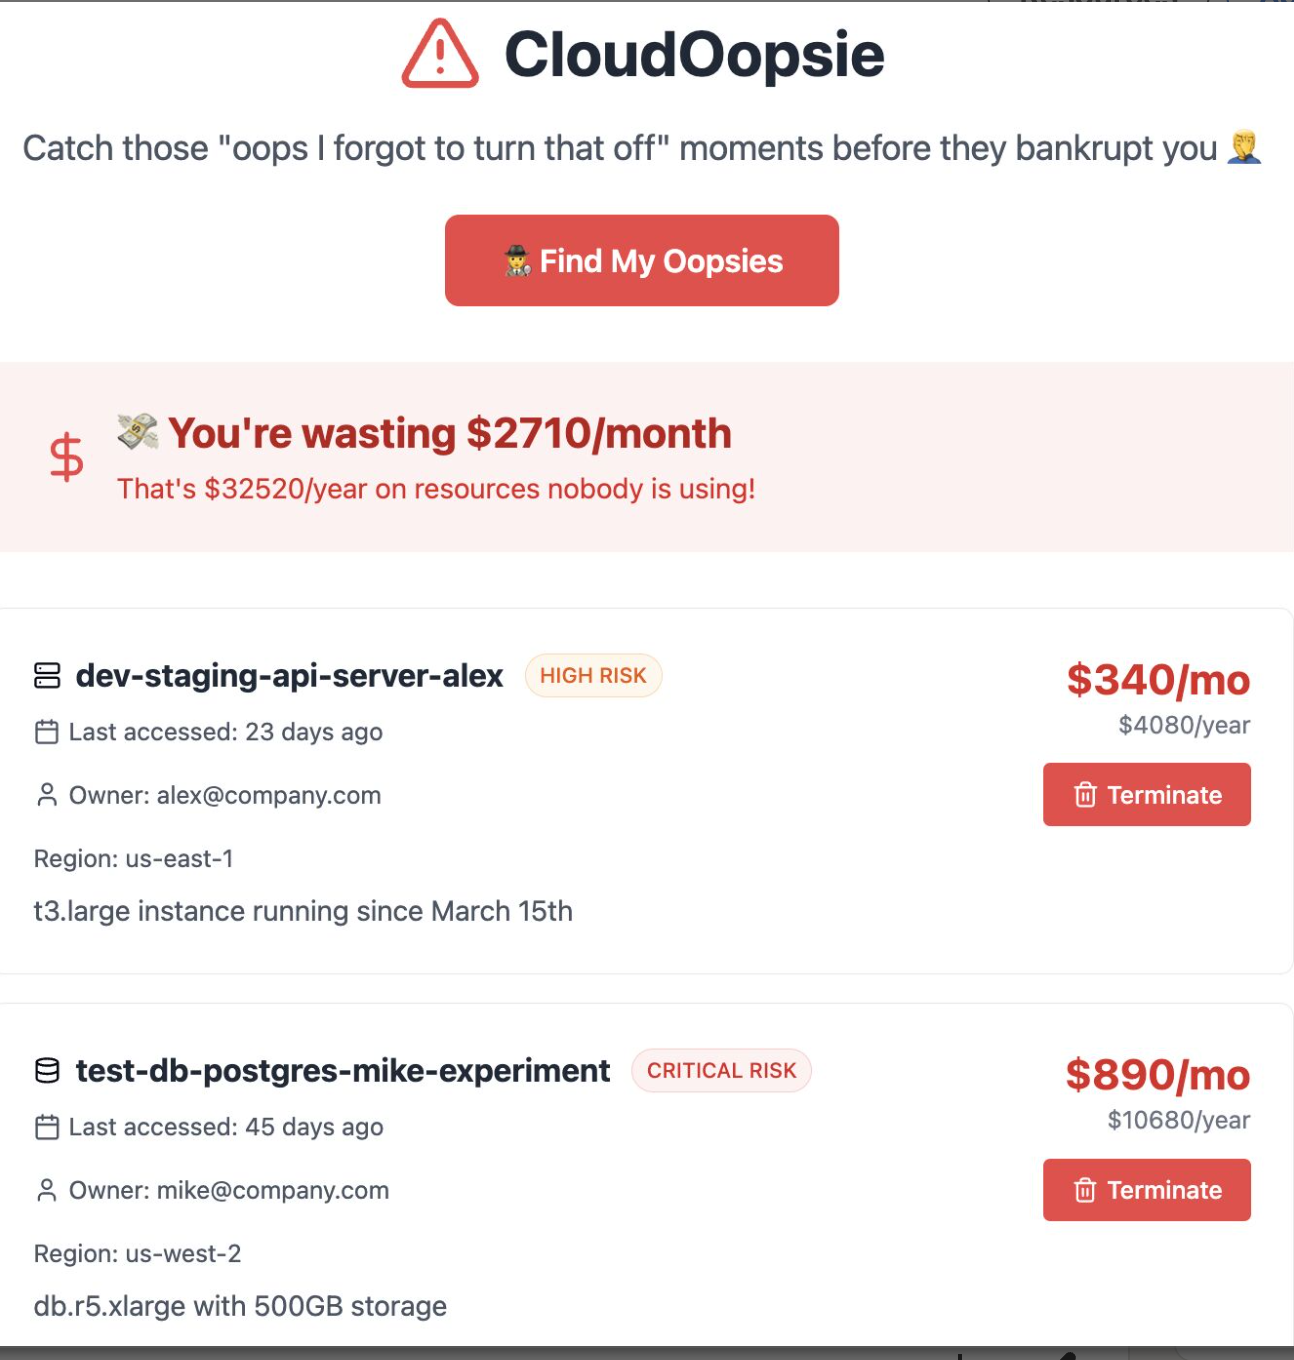 CloudOopsie
Catch those "oops I forgot to turn that off" moments before they bankrupt you 🤦‍♂️
🕵️ Find My Oopsies
💸 You're wasting $2710/month
That's $32520/year on resources nobody is using!
dev-staging-api-server-alex
HIGH RISK
$340/mo
Last accessed: 23 days ago
$4080/year
Owner: alex@company.com
Terminate
Region: us-east-1
t3.large instance running since March 15th
test-db-postgres-mike-experiment
CRITICAL RISK
$890/mo
Last accessed: 45 days ago
$10680/year
Owner: mike@company.com
Terminate
Region: us-west-2
db.r5.xlarge with 500GB storage